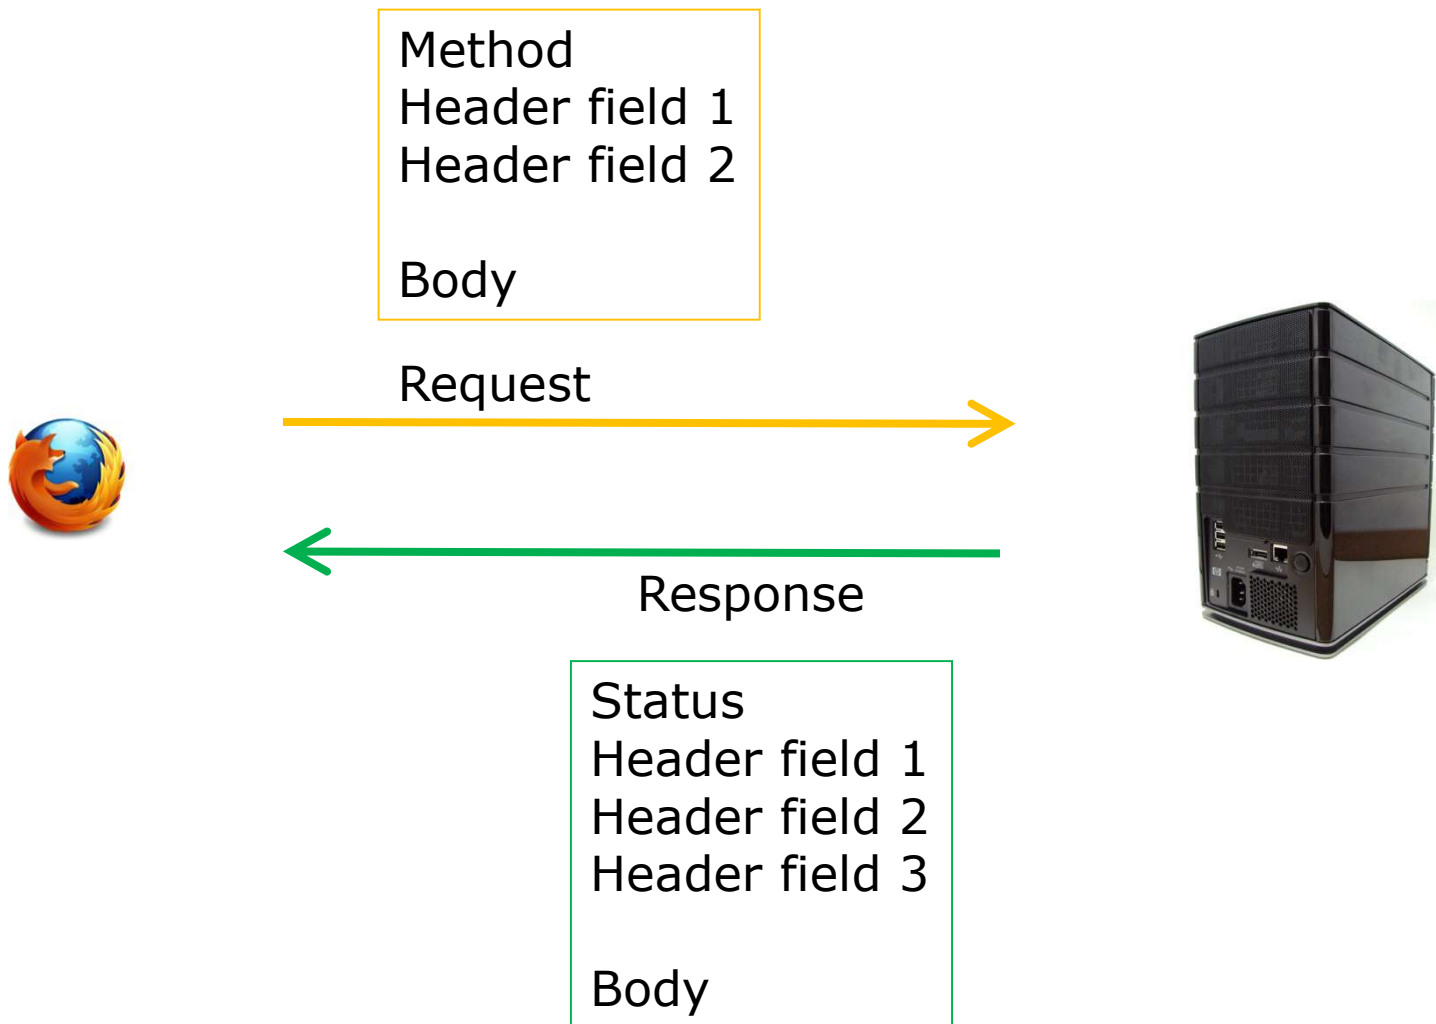 Method
Header field 1
Header field 2
Body
Request
Response
Status
Header field 1
Header field 2
Header field 3
Body